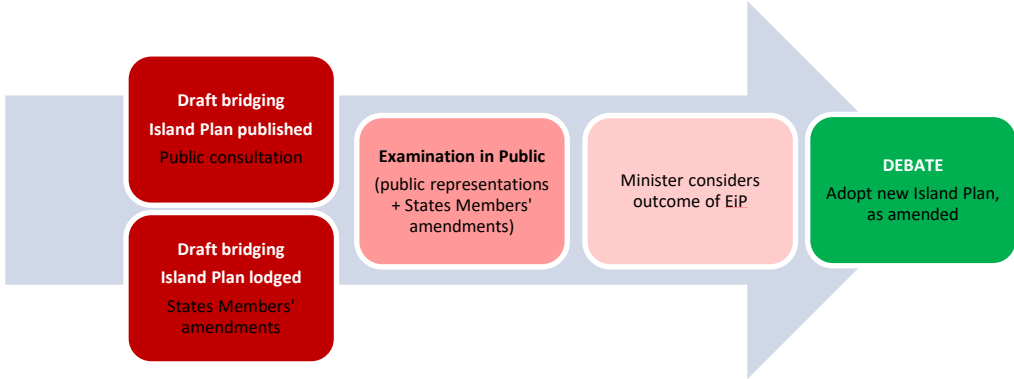 Draft bridging
Island Plan published
Public consultation
Draft bridging
Island Plan lodged
States Members'
amendments
Examination in Public
(public representations
+ States Members'
amendments)
Minister considers
outcome of EiP
DEBATE
Adopt new Island Plan,
as amended